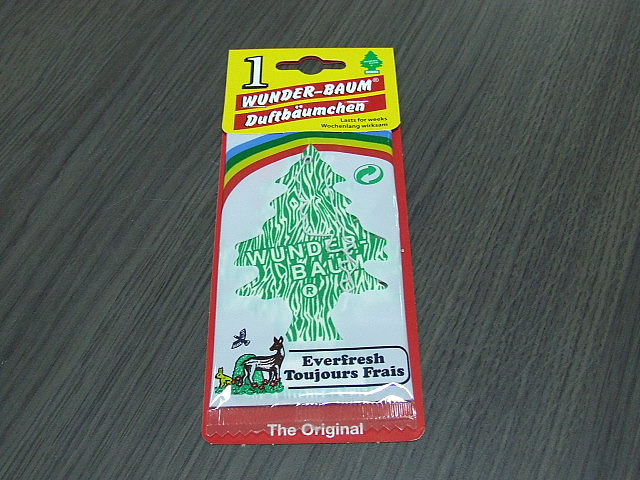 1
WUNDER-BAUM®
Duftbäumchen
Lasts for weeks
Wochenlang wirksam
WUNDER-
BAUM
®
Everfresh
Toujours Frais
The Original